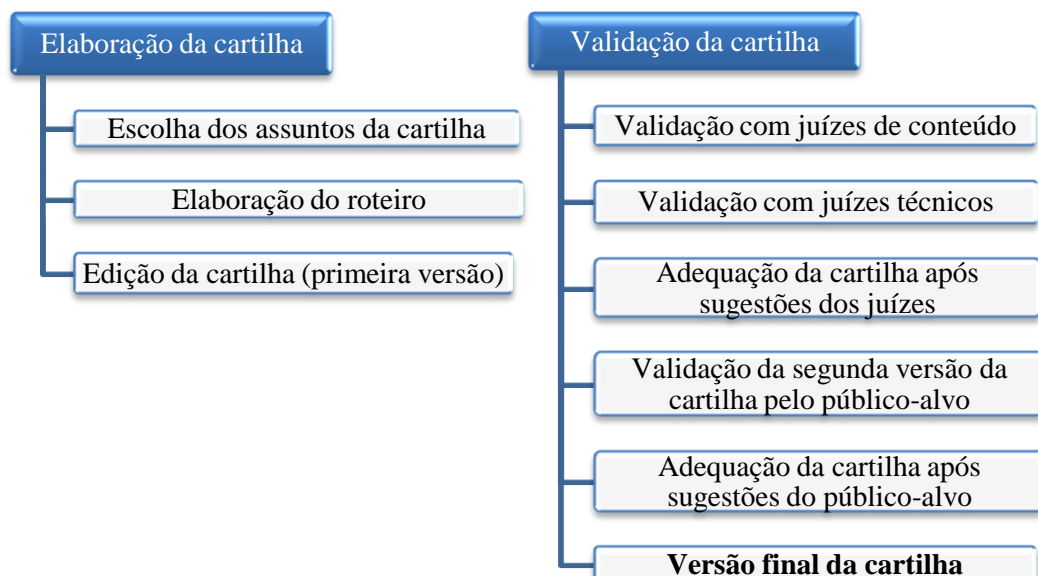 Elaboração da cartilha
Escolha dos assuntos da cartilha
Elaboração do roteiro
Edição da cartilha (primeira versão)
Validação da cartilha
Validação com juízes de conteúdo
Validação com juízes técnicos
Adequação da cartilha após
sugestões dos juízes
Validação da segunda versão da
cartilha pelo público-alvo
Adequação da cartilha após
sugestões do público-alvo
Versão final da cartilha